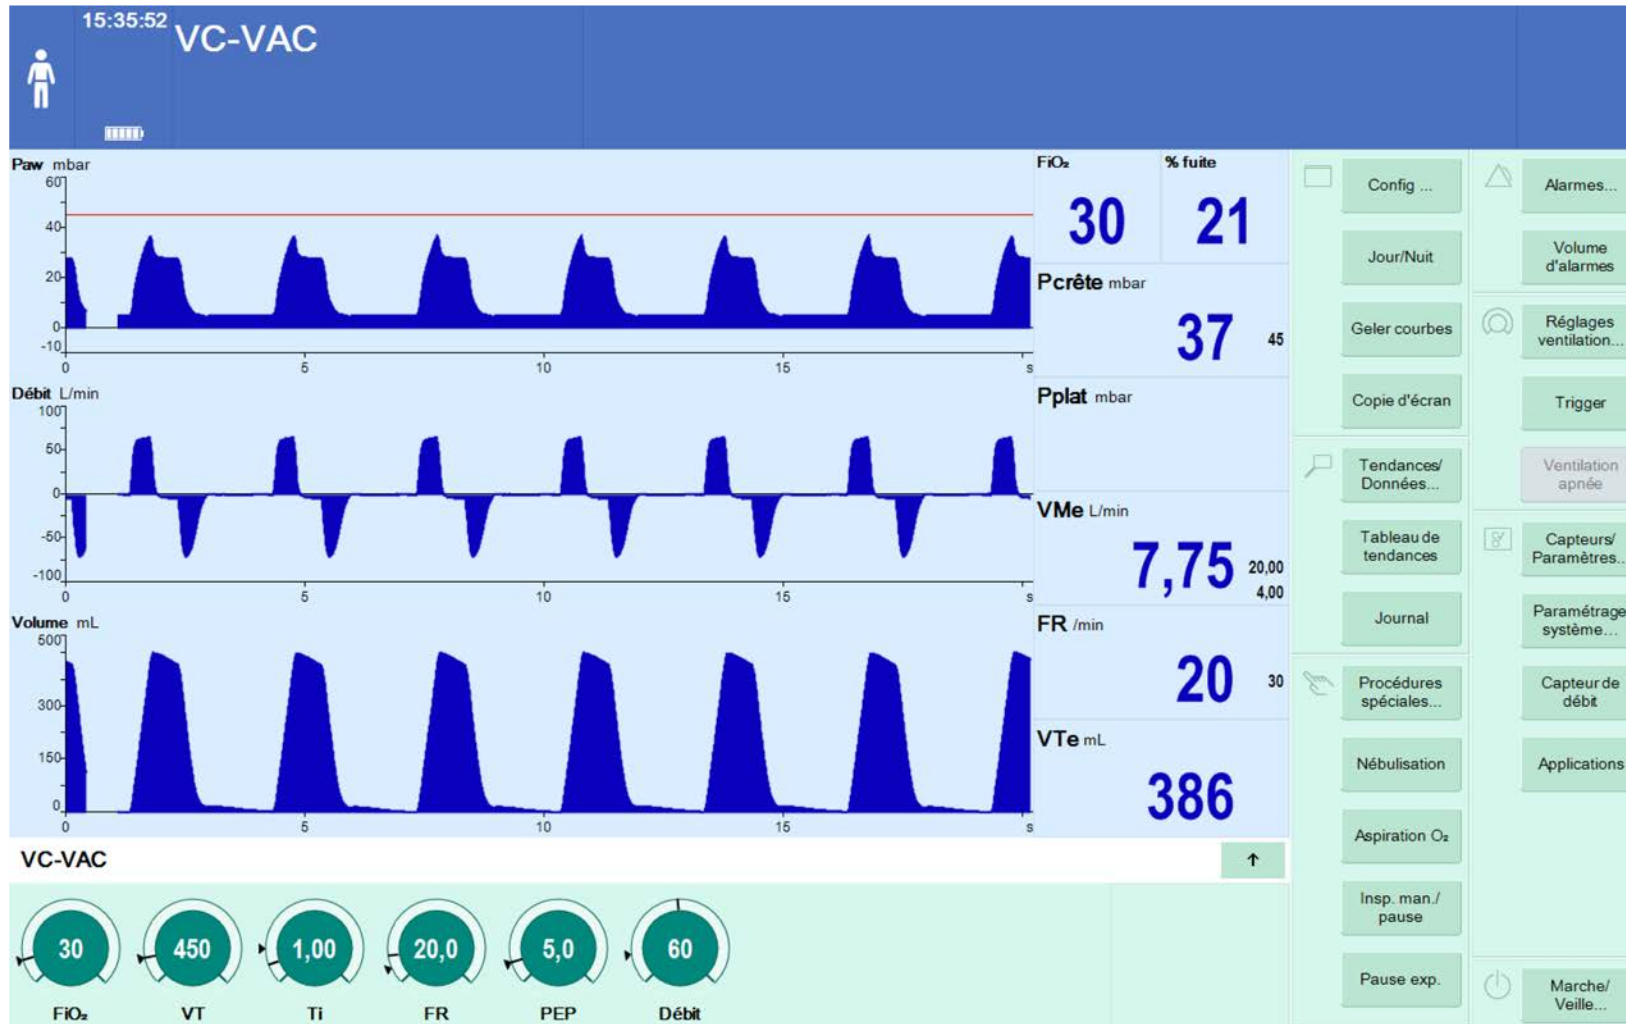 15:35:52
VC-VAC
Paw mbar
60
40
20
0
-10
0 5 10 15 s
Débit L/min
100
50
0
-50
-100
0 5 10 15 s
Volume mL
600
300
150
0
0 5 10 15 s
FiO₂
30
% fuite
21
Pcrête mbar
37 45
Pplat mbar
VMe L/min
7,75 20,00
4,00
FR /min
20 30
VTe mL
386
Config ...
Jour/Nuit
Geler courbes
Copie d'écran
Tendances/
Données...
Tableau de
tendances
Journal
Procédures
spéciales...
Nébulisation
Aspiration O₂
Insp. man./
pause
Pause exp.
Alarmes...
Volume
d'alarmes
Réglages
ventilation...
Trigger
Ventilation
apnée
Capteurs/
Paramètres..
Paramétrage
système...
Capteur de
débit
Applications
Marche/
Veille...
VC-VAC
30 450 1,00 20,0 5,0 60
FiO₂ VT Ti FR PEP Débit